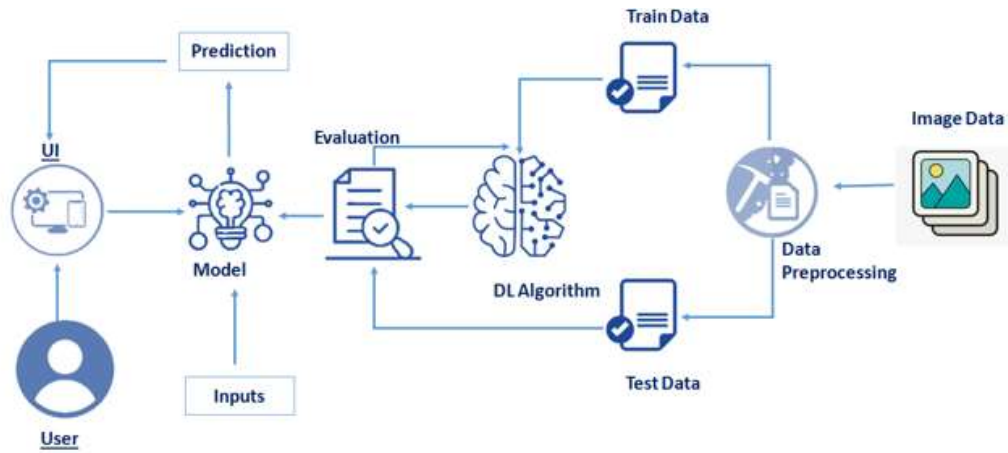 Train Data
Prediction
Image Data
Evaluation
UI
Data
Preprocessing
Model
DL Algorithm
Test Data
Inputs
User